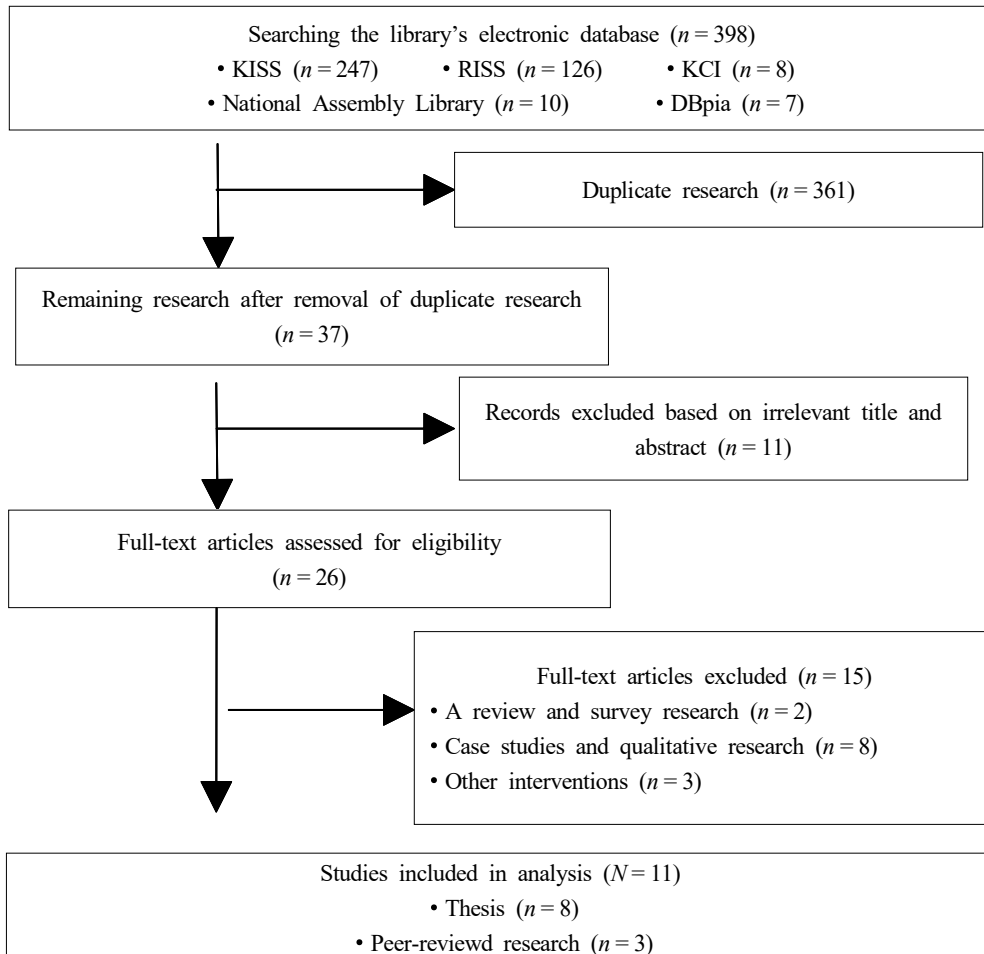 Searching the library's electronic database (n = 398)
• KISS (n = 247) • RISS (n = 126) • KCI (n = 8)
• National Assembly Library (n = 10) • DBpia (n = 7)
Duplicate research (n = 361)
Remaining research after removal of duplicate research
(n = 37)
Records excluded based on irrelevant title and
abstract (n = 11)
Full-text articles assessed for eligibility
(n = 26)
Full-text articles excluded (n = 15)
• A review and survey research (n = 2)
• Case studies and qualitative research (n = 8)
• Other interventions (n = 3)
Studies included in analysis (N = 11)
• Thesis (n = 8)
• Peer-reviewd research (n = 3)